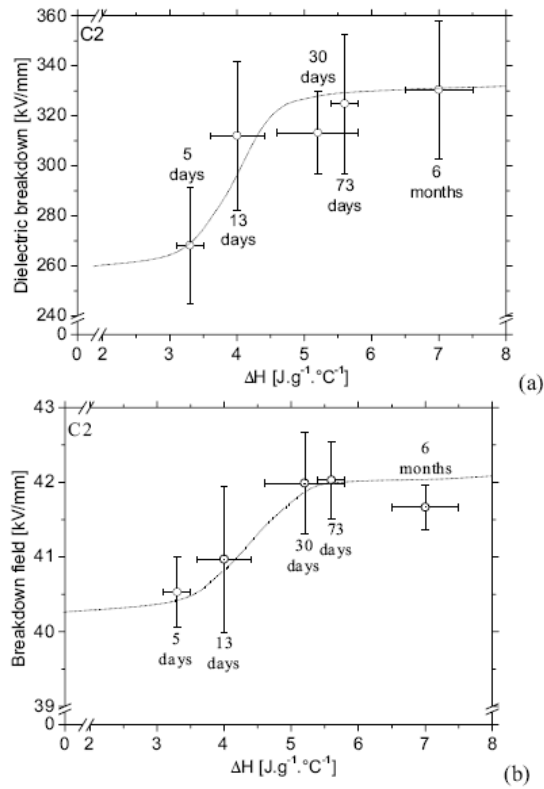 C2
Dielectric breakdown [kV/mm]
360
340
320
300
280
260
240
0
5
days
13
days
30
days
73
days
6
months
0 2 3 4 5 6 7 8
ΔH [J.g⁻¹.°C⁻¹]
(a)
C2
Breakdown field [kV/mm]
43
42
41
40
39
0
5
days
13
days
30
days
73
days
6
months
0 2 3 4 5 6 7 8
ΔH [J.g⁻¹.°C⁻¹]
(b)